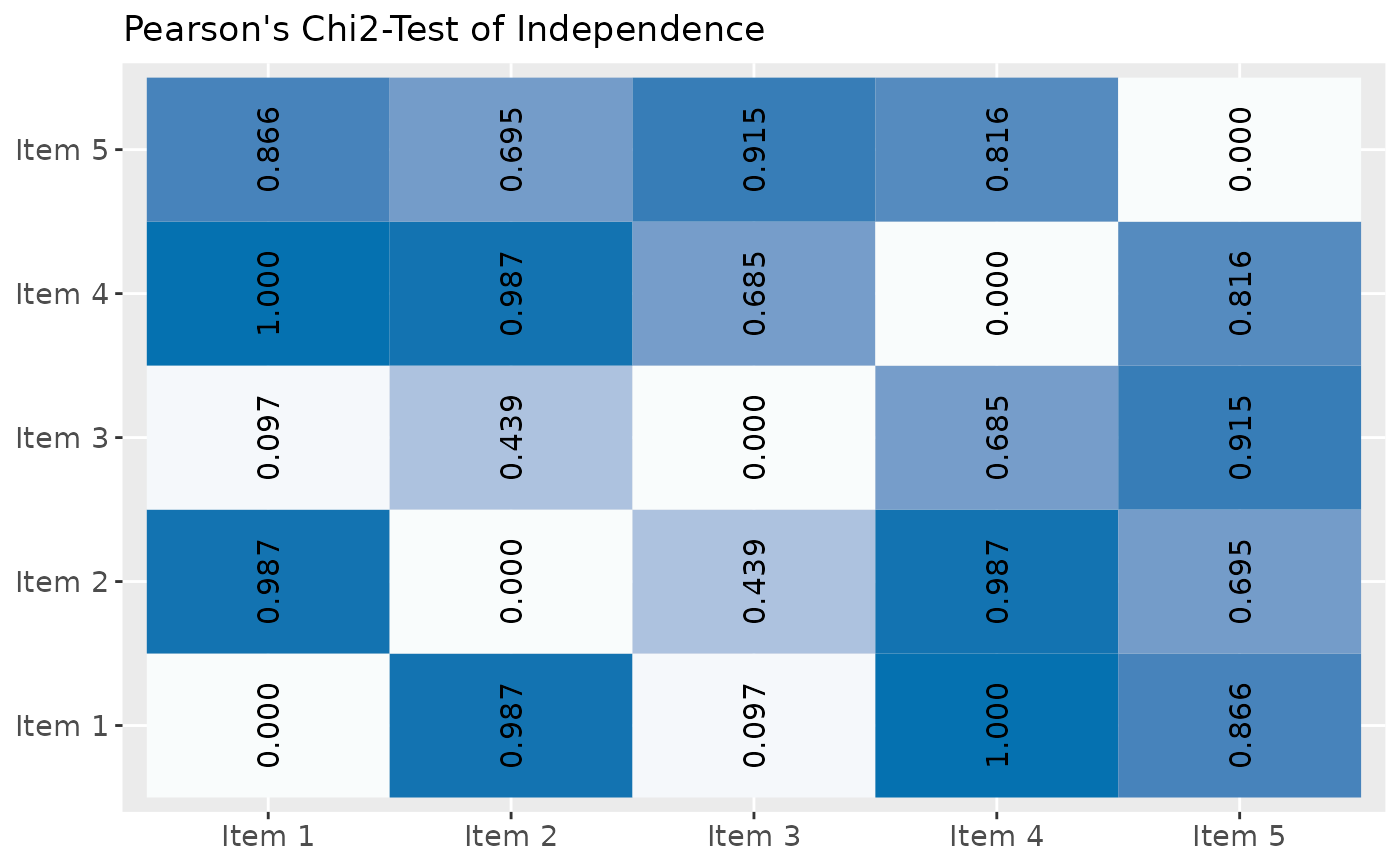 Pearson's Chi2-Test of Independence
Item 5 0.866 0.695 0.915 0.816 0.000
Item 4 1.000 0.987 0.685 0.000 0.816
Item 3 0.097 0.439 0.000 0.685 0.915
Item 2 0.987 0.000 0.439 0.987 0.695
Item 1 0.000 0.987 0.097 1.000 0.866
Item 1 Item 2 Item 3 Item 4 Item 5